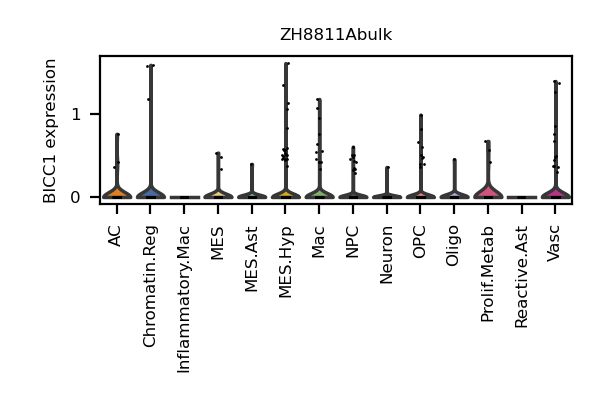 ZH8811Abulk
BICC1 expression
1
0
AC
Chromatin.Reg
Inflammatory.Mac
MES
MES.Ast
MES.Hyp
Mac
NPC
Neuron
OPC
Oligo
Prolif.Metab
Reactive.Ast
Vasc